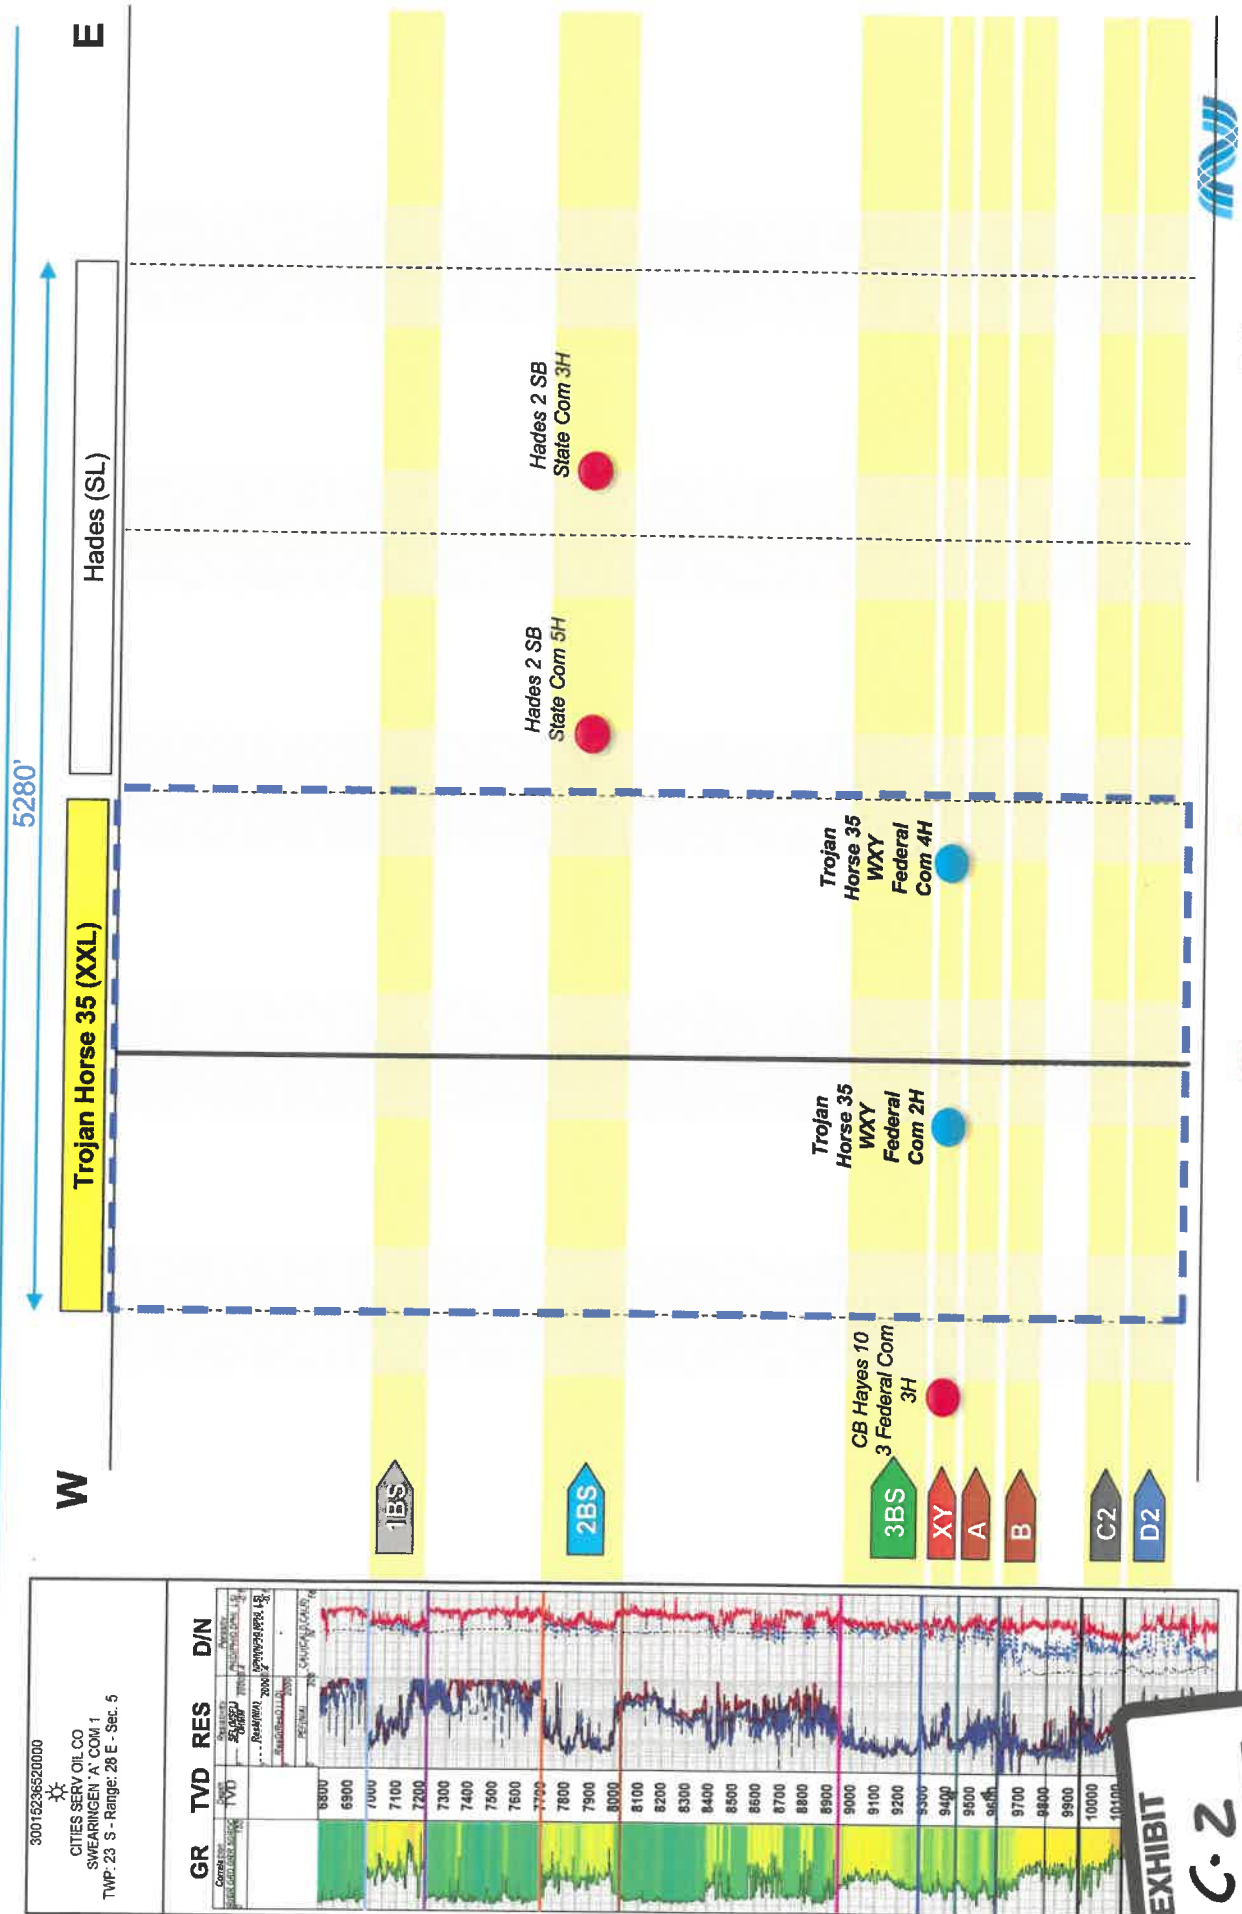 W
E
5280'
Trojan Horse 35 (XXL)
Hades (SL)
Hades 2 SB
State Com 5H
Hades 2 SB
State Com 3H
CB Hayes 10
3 Federal Com
3H
Trojan
Horse 35
WXY
Federal
Com 2H
Trojan
Horse 35
WXY
Federal
Com 4H
1BS
2BS
3BS
XY
A
B
C2
D2
30015236520000
CITIES SERV OIL CO
SWEARINGEN 'A' COM 1
TWP: 23 S - Range: 28 E - Sec. 5
GR TVD RES D/N
TVD
6800
6900
7000
7100
7200
7300
7400
7500
7600
7700
7800
7900
8000
8100
8200
8300
8400
8500
8600
8700
8800
8900
9000
9100
9200
9300
9400
9500
9600
9700
9800
9900
10000
10100
EXHIBIT
C.2